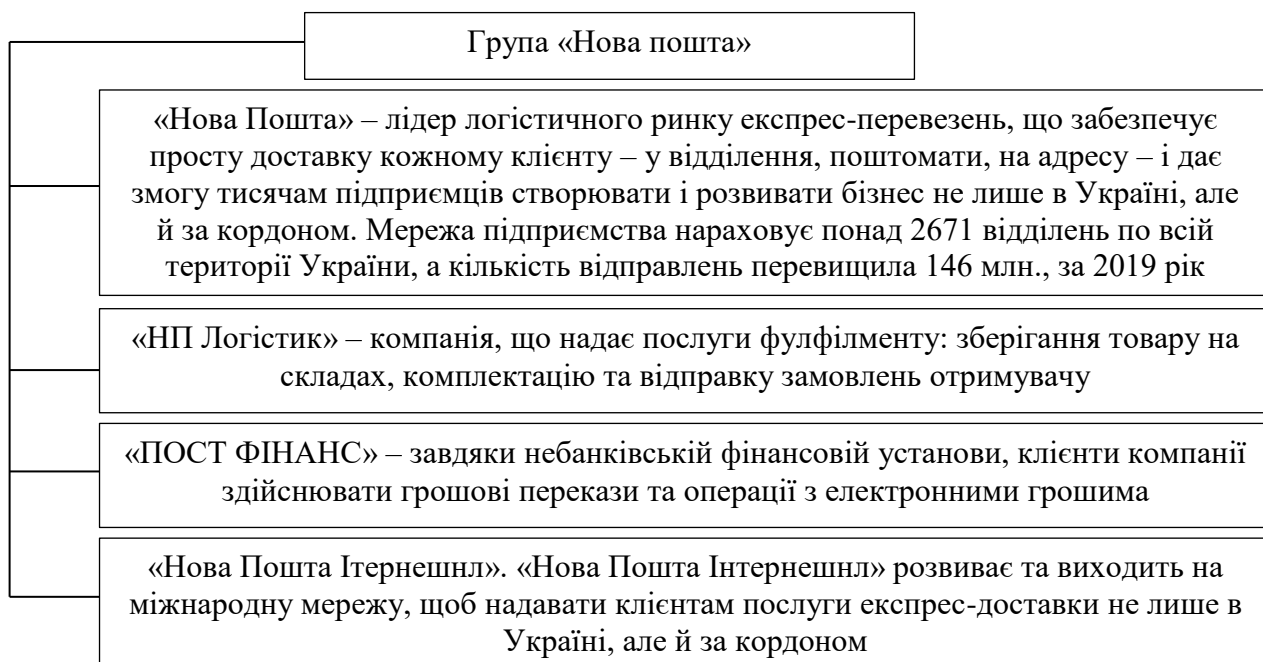 Група «Нова пошта»
«Нова Пошта» – лідер логістичного ринку експрес-перевезень, що забезпечує
просту доставку кожному клієнту – у відділення, поштомати, на адресу – і дає
змогу тисячам підприємців створювати і розвивати бізнес не лише в Україні, але
й за кордоном. Мережа підприємства нараховує понад 2671 відділень по всій
території України, а кількість відправлень перевищила 146 млн., за 2019 рік
«НП Логістик» – компанія, що надає послуги фулфілменту: зберігання товару на
складах, комплектацію та відправку замовлень отримувачу
«ПОСТ ФІНАНС» – завдяки небанківській фінансовій установи, клієнти компанії
здійснювати грошові перекази та операції з електронними грошима
«Нова Пошта Ітернешнл». «Нова Пошта Інтернешнл» розвиває та виходить на
міжнародну мережу, щоб надавати клієнтам послуги експрес-доставки не лише в
Україні, але й за кордоном